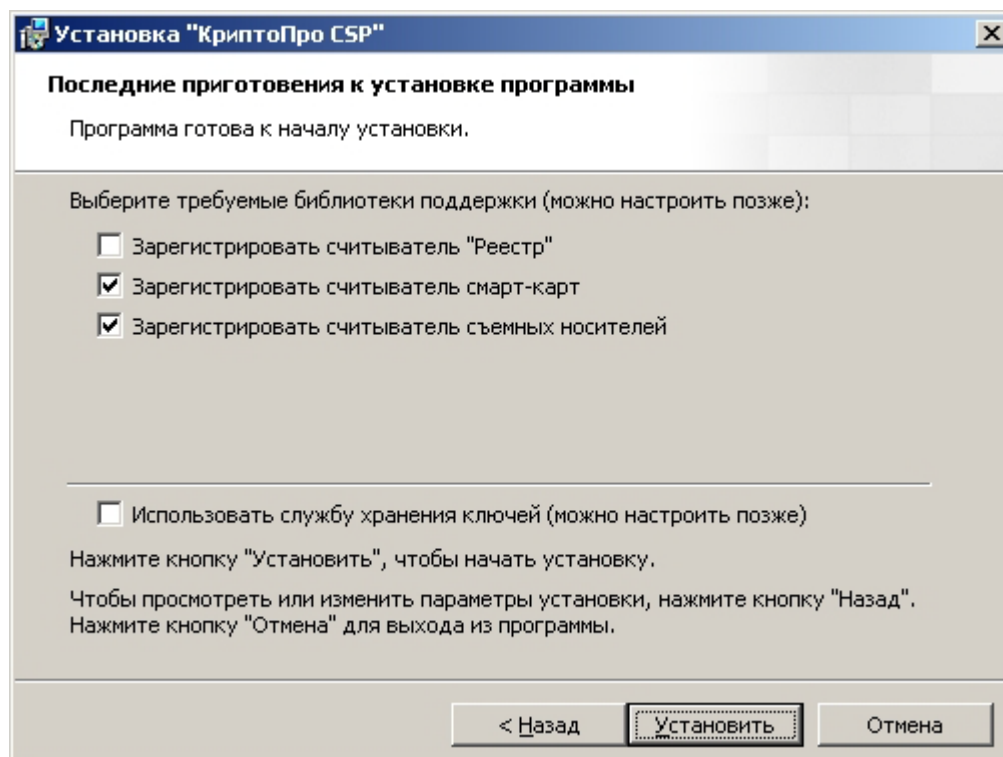 Установка "КриптоПро CSP"
Последние приготовения к установке программы
Программа готова к началу установки.
Выберите требуемые библиотеки поддержки (можно настроить позже):
Зарегистрировать считыватель "Реестр"
Зарегистрировать считыватель смарт-карт
Зарегистрировать считыватель съемных носителей
Использовать службу хранения ключей (можно настроить позже)
Нажмите кнопку "Установить", чтобы начать установку.
Чтобы просмотреть или изменить параметры установки, нажмите кнопку "Назад".
Нажмите кнопку "Отмена" для выхода из программы.
< Назад Установить Отмена